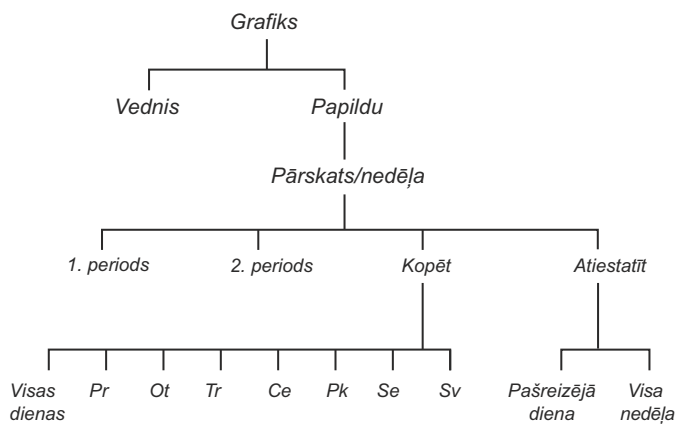 Grafiks
Vednis
Papildu
Pārskats/nedēļa
1. periods
2. periods
Kopēt
Atiestatīt
Visas
dienas
Pr
Ot
Tr
Ce
Pk
Se
Sv
Pašreizējā
diena
Visa
nedēļa